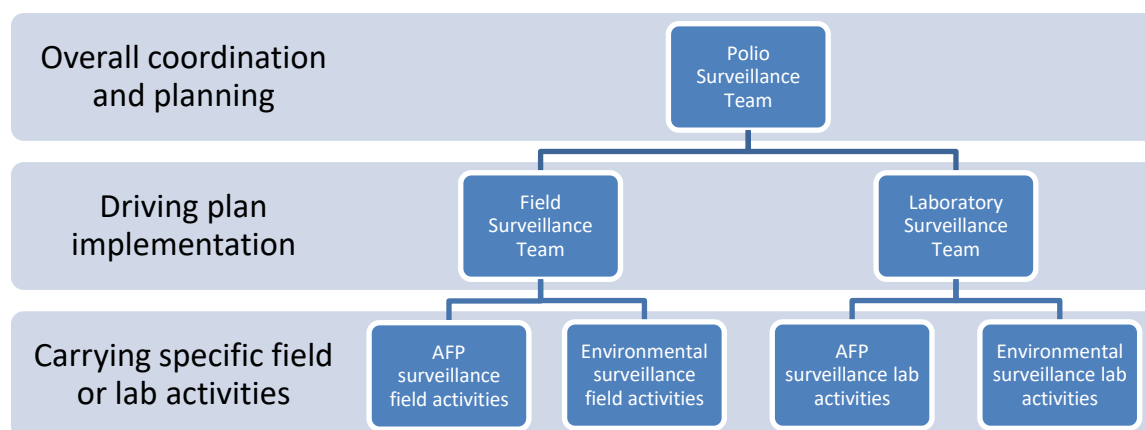 Overall coordination
and planning
Polio
Surveillance
Team
Driving plan
implementation
Field
Surveillance
Team
Laboratory
Surveillance
Team
Carrying specific field
or lab activities
AFP
surveillance
field activities
Environmental
surveillance
field activities
AFP
surveillance lab
activities
Environmental
surveillance lab
activities